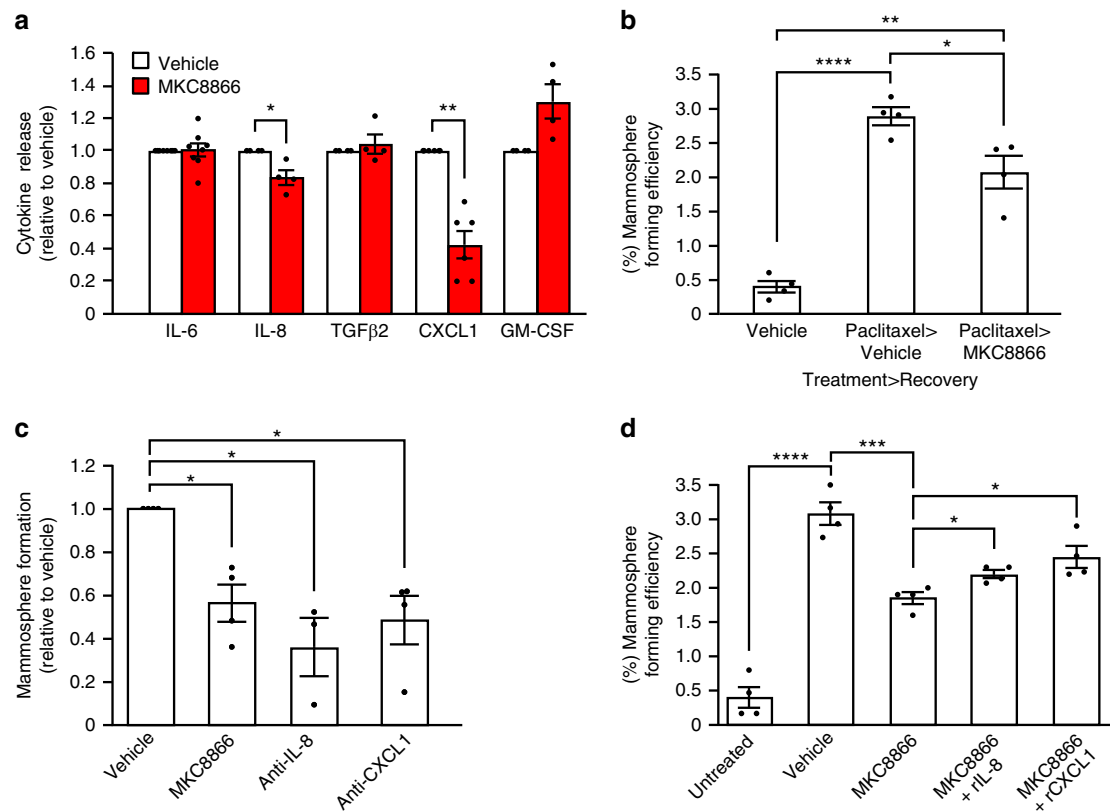 a
Cytokine release
(relative to vehicle)
1.6
1.4
1.2
1.0
0.8
0.6
0.4
0.2
0
Vehicle
MKC8866
*
**
IL-6 IL-8 TGFβ2 CXCL1 GM-CSF
b
(%) Mammosphere
forming efficiency
3.5
3.0
2.5
2.0
1.5
1.0
0.5
0
**
****
*
Vehicle Paclitaxel> Paclitaxel>
Vehicle MKC8866
Treatment>Recovery
c
Mammosphere formation
(relative to vehicle)
1.2
1.0
0.8
0.6
0.4
0.2
0
*
*
*
Vehicle
MKC8866
Anti-IL-8
Anti-CXCL1
d
(%) Mammosphere
forming efficiency
3.5
3.0
2.5
2.0
1.5
1.0
0.5
0
****
***
*
*
Untreated
Vehicle
MKC8866
MKC8866
+ rIL-8
MKC8866
+ rCXCL1